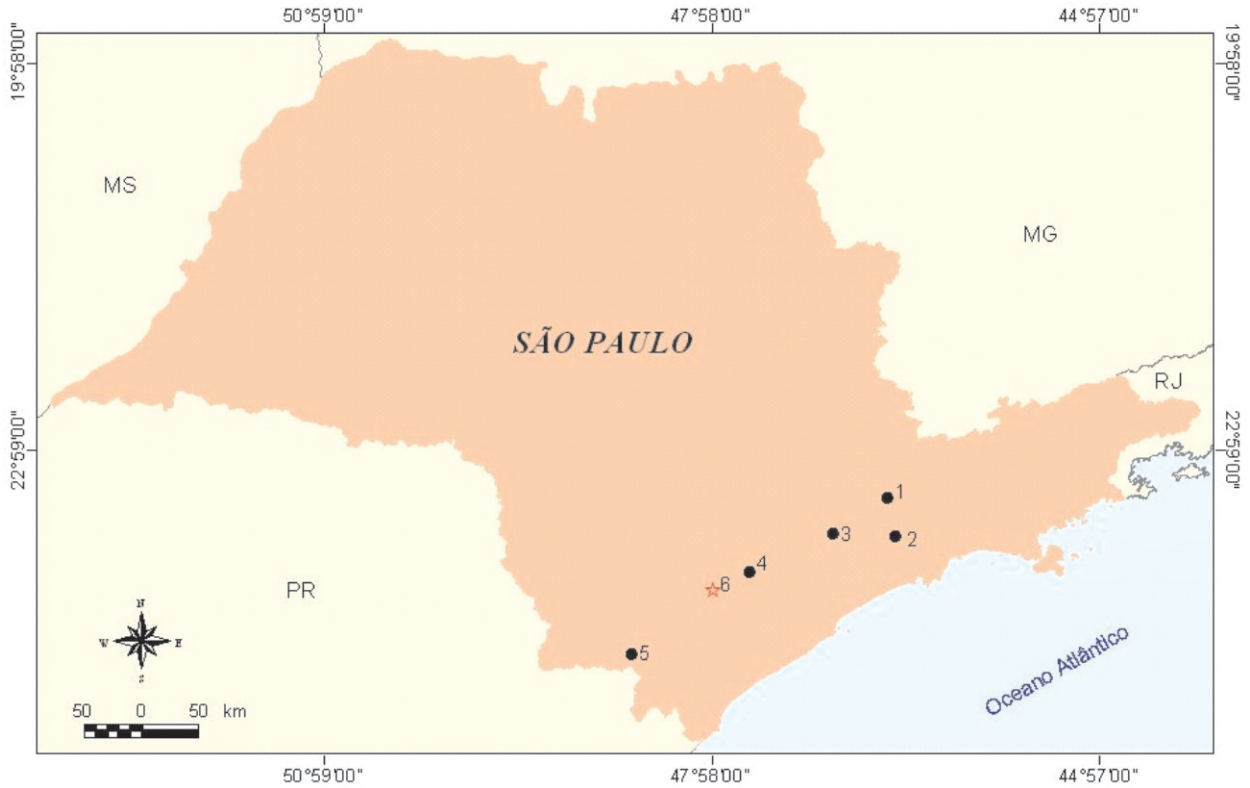 50°59'00" 47°58'00" 44°57'00"
19°58'00" 19°58'00"
MS
MG
SÃO PAULO
RJ
22°59'00" 22°59'00"
1
3 2
4
PR 6
N
W E
S
5
50 0 50 km
Oceano Atlântico
50°59'00" 47°58'00" 44°57'00"